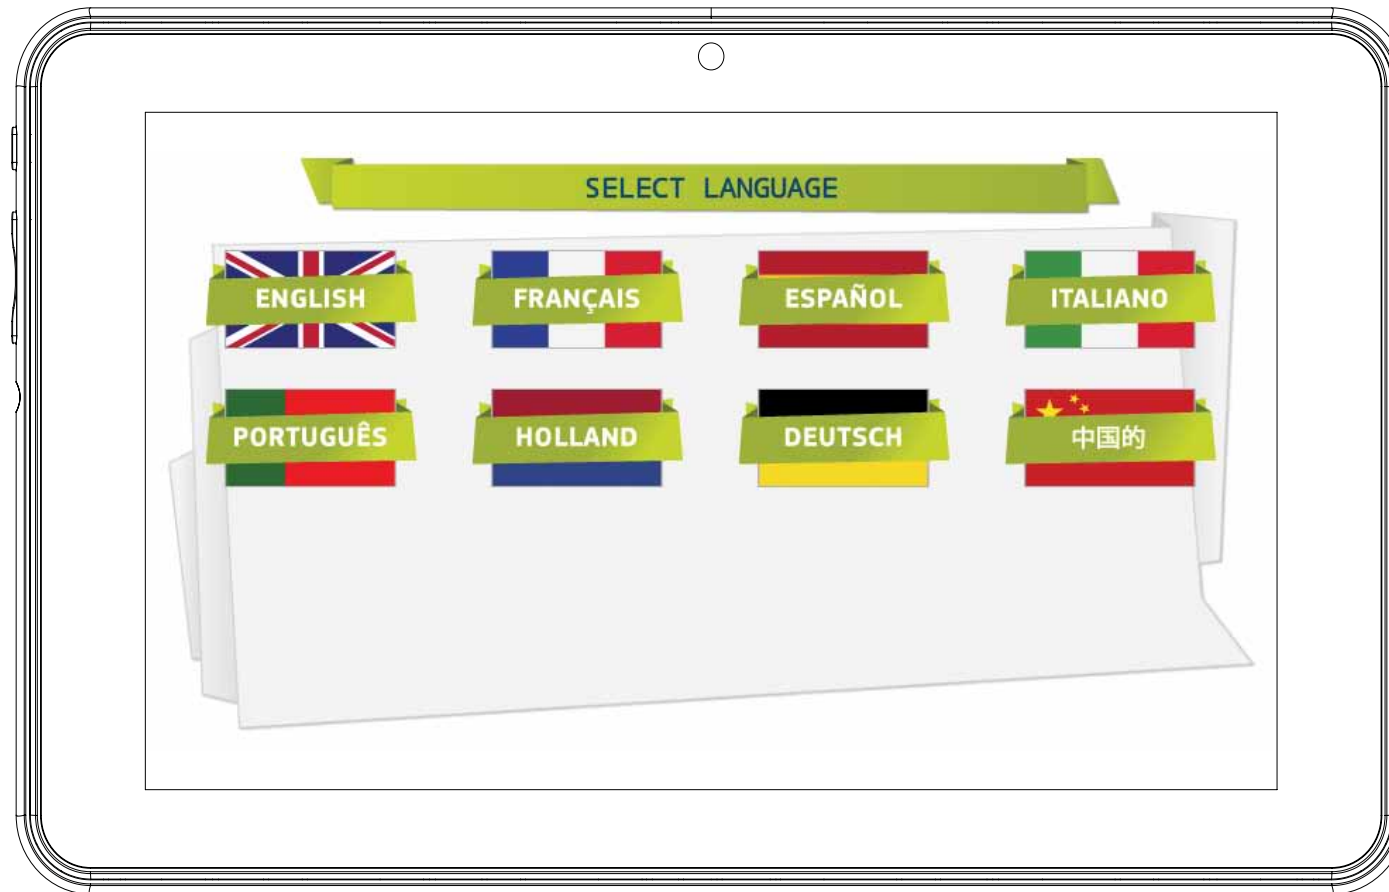 SELECT LANGUAGE
ENGLISH
FRANÇAIS
ESPAÑOL
ITALIANO
PORTUGUÊS
HOLLAND
DEUTSCH
中国的